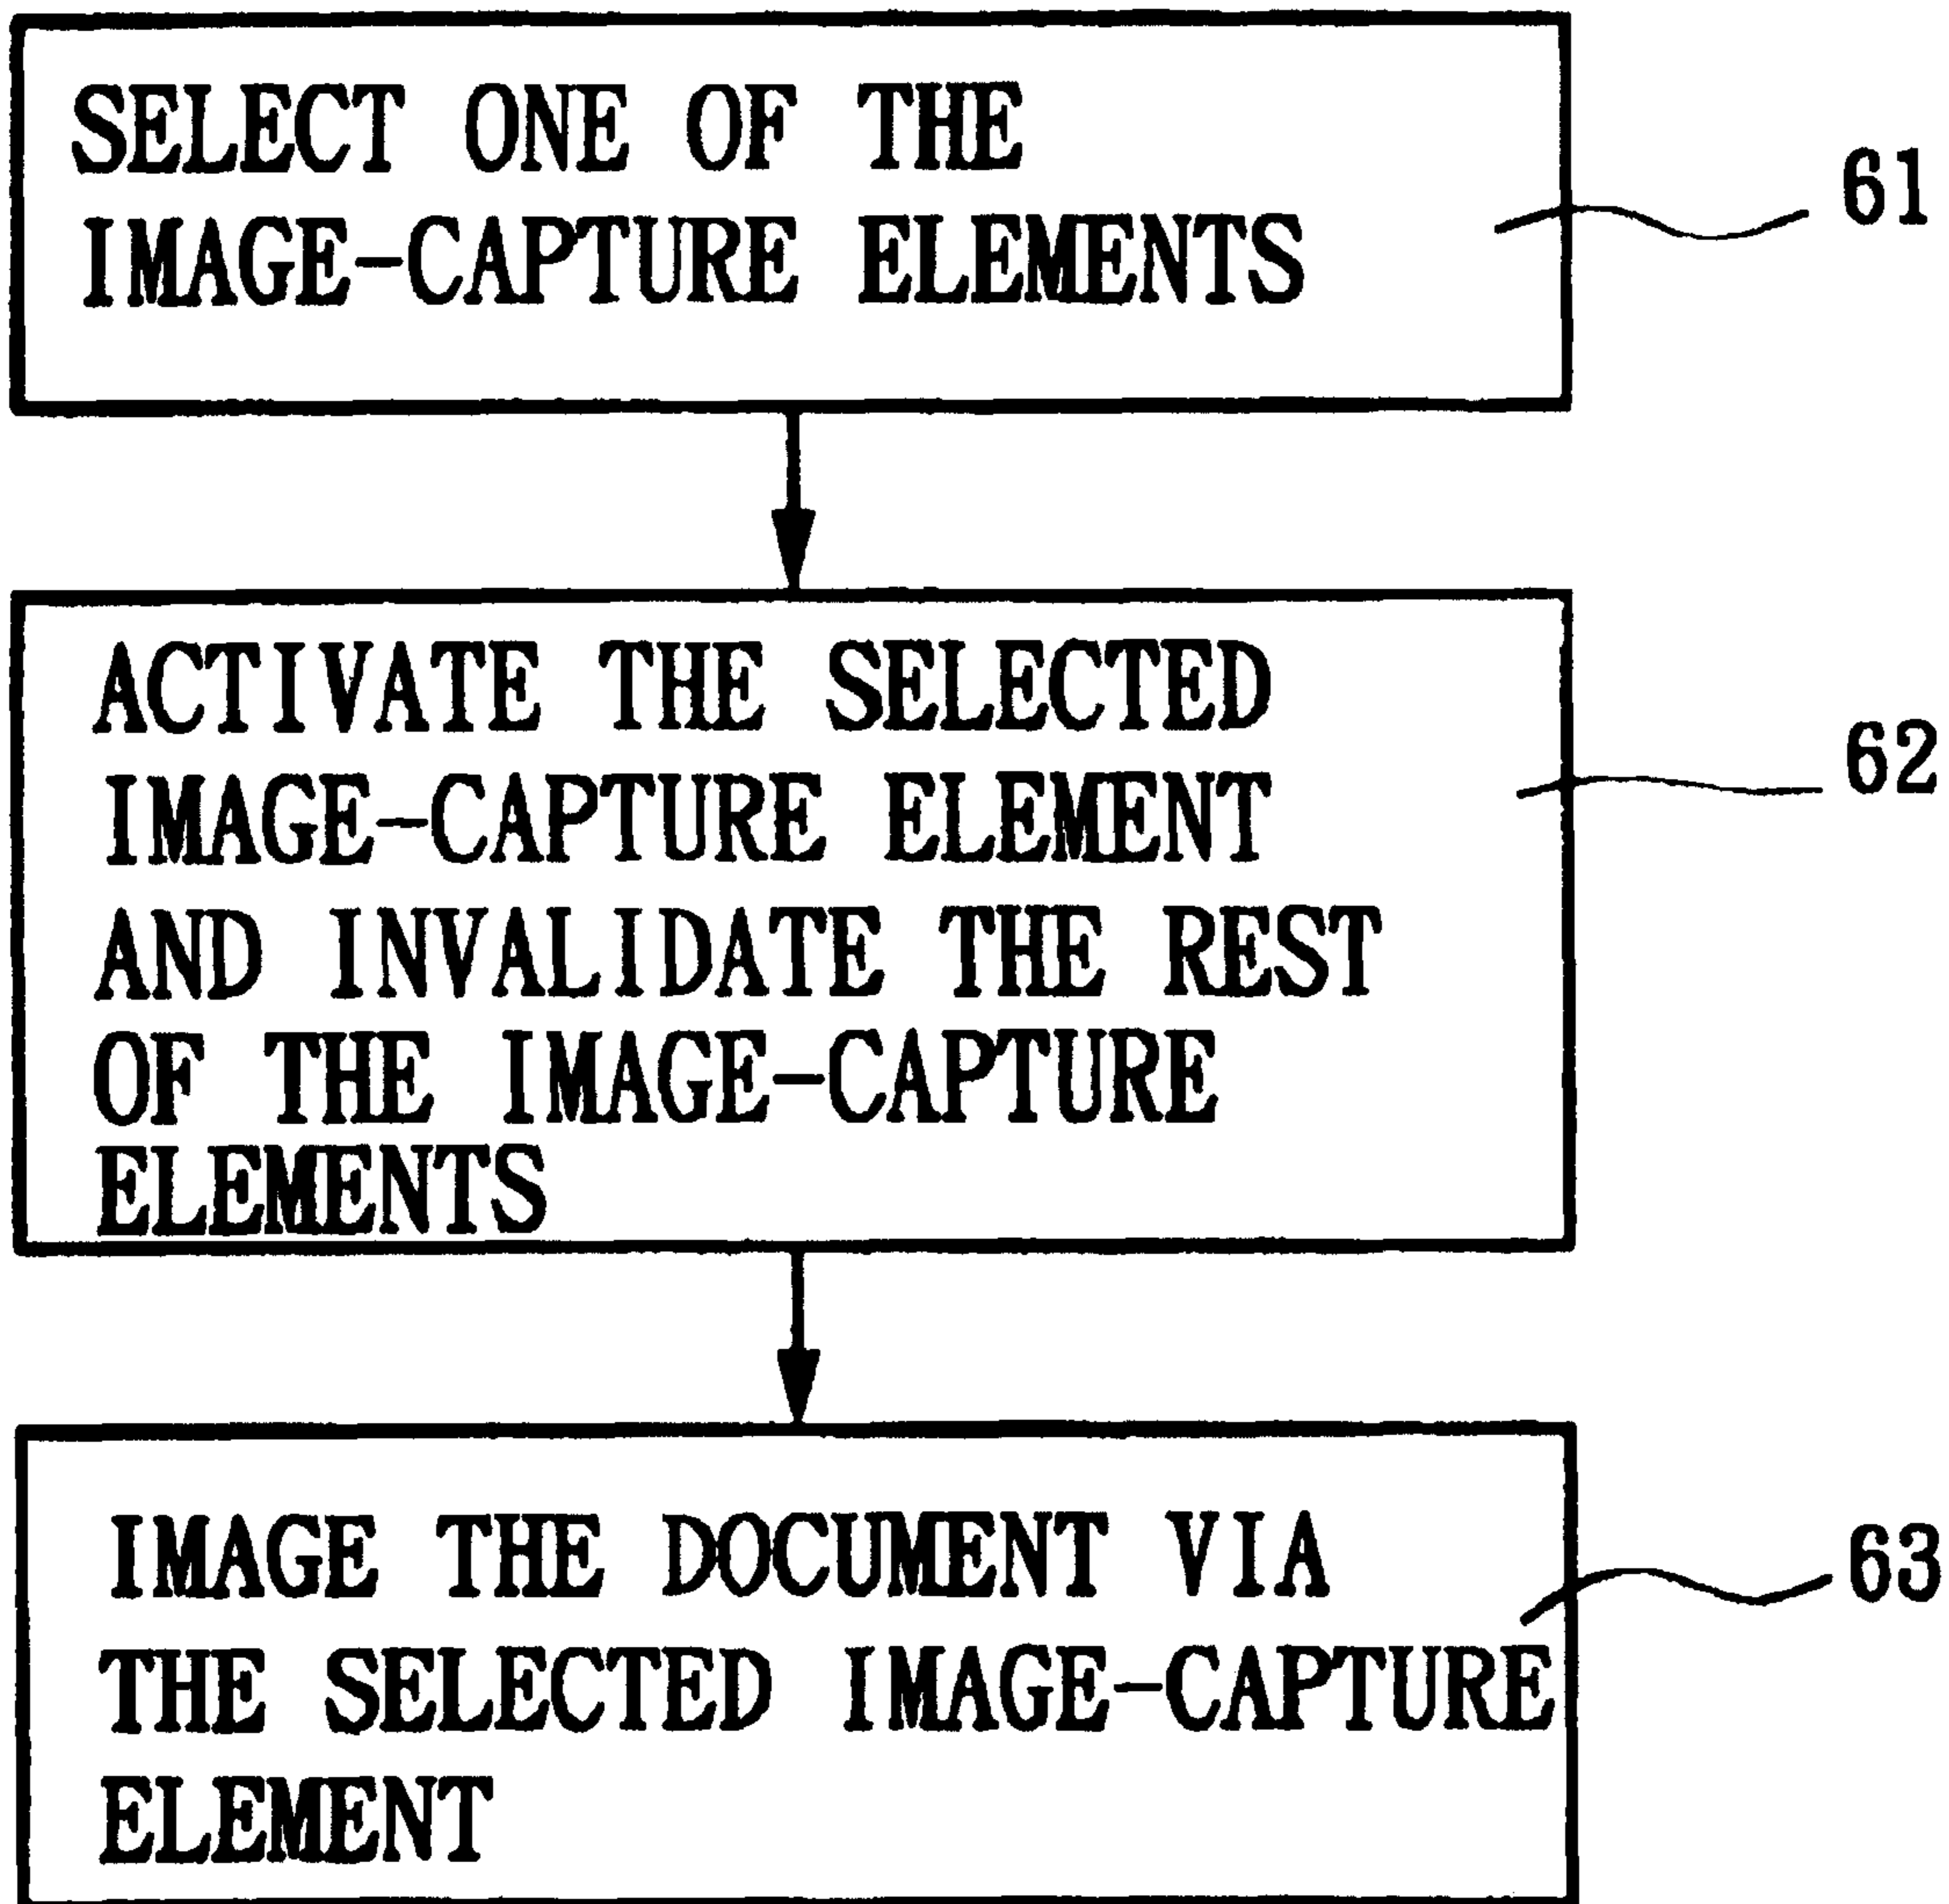 SELECT ONE OF THE
IMAGE-CAPTURE ELEMENTS
61
ACTIVATE THE SELECTED
IMAGE-CAPTURE ELEMENT
AND INVALIDATE THE REST
OF THE IMAGE-CAPTURE
ELEMENTS
62
IMAGE THE DOCUMENT VIA
THE SELECTED IMAGE-CAPTURE
ELEMENT
63